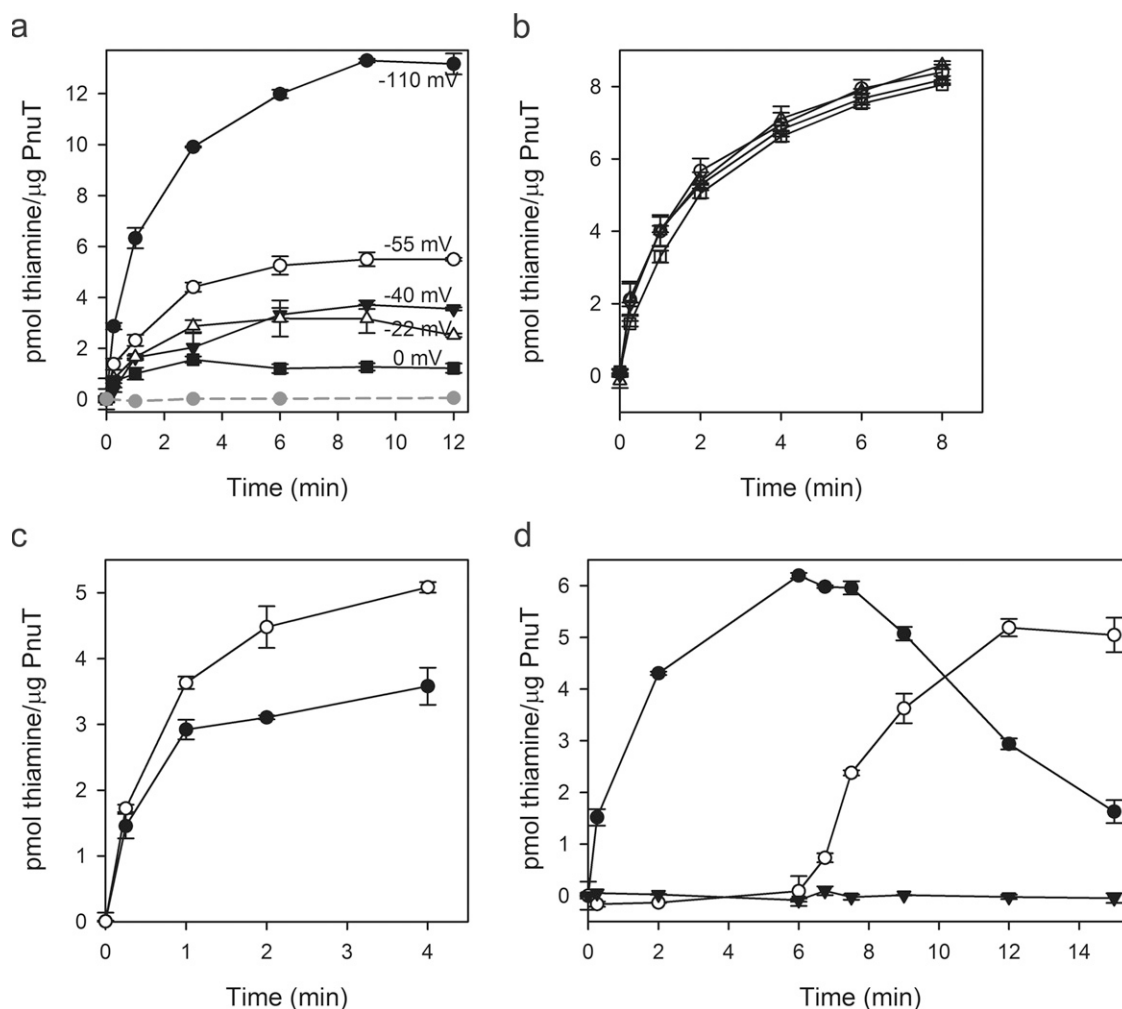 a
pmol thiamine/µg PnuT
12
10
8
6
4
2
0
-110 mV
-55 mV
-40 mV
-22 mV
0 mV
0 2 4 6 8 10 12
Time (min)
b
pmol thiamine/µg PnuT
8
6
4
2
0
0 2 4 6 8
Time (min)
c
pmol thiamine/µg PnuT
5
4
3
2
1
0
0 1 2 3 4
Time (min)
d
pmol thiamine/µg PnuT
6
5
4
3
2
1
0
0 2 4 6 8 10 12 14
Time (min)